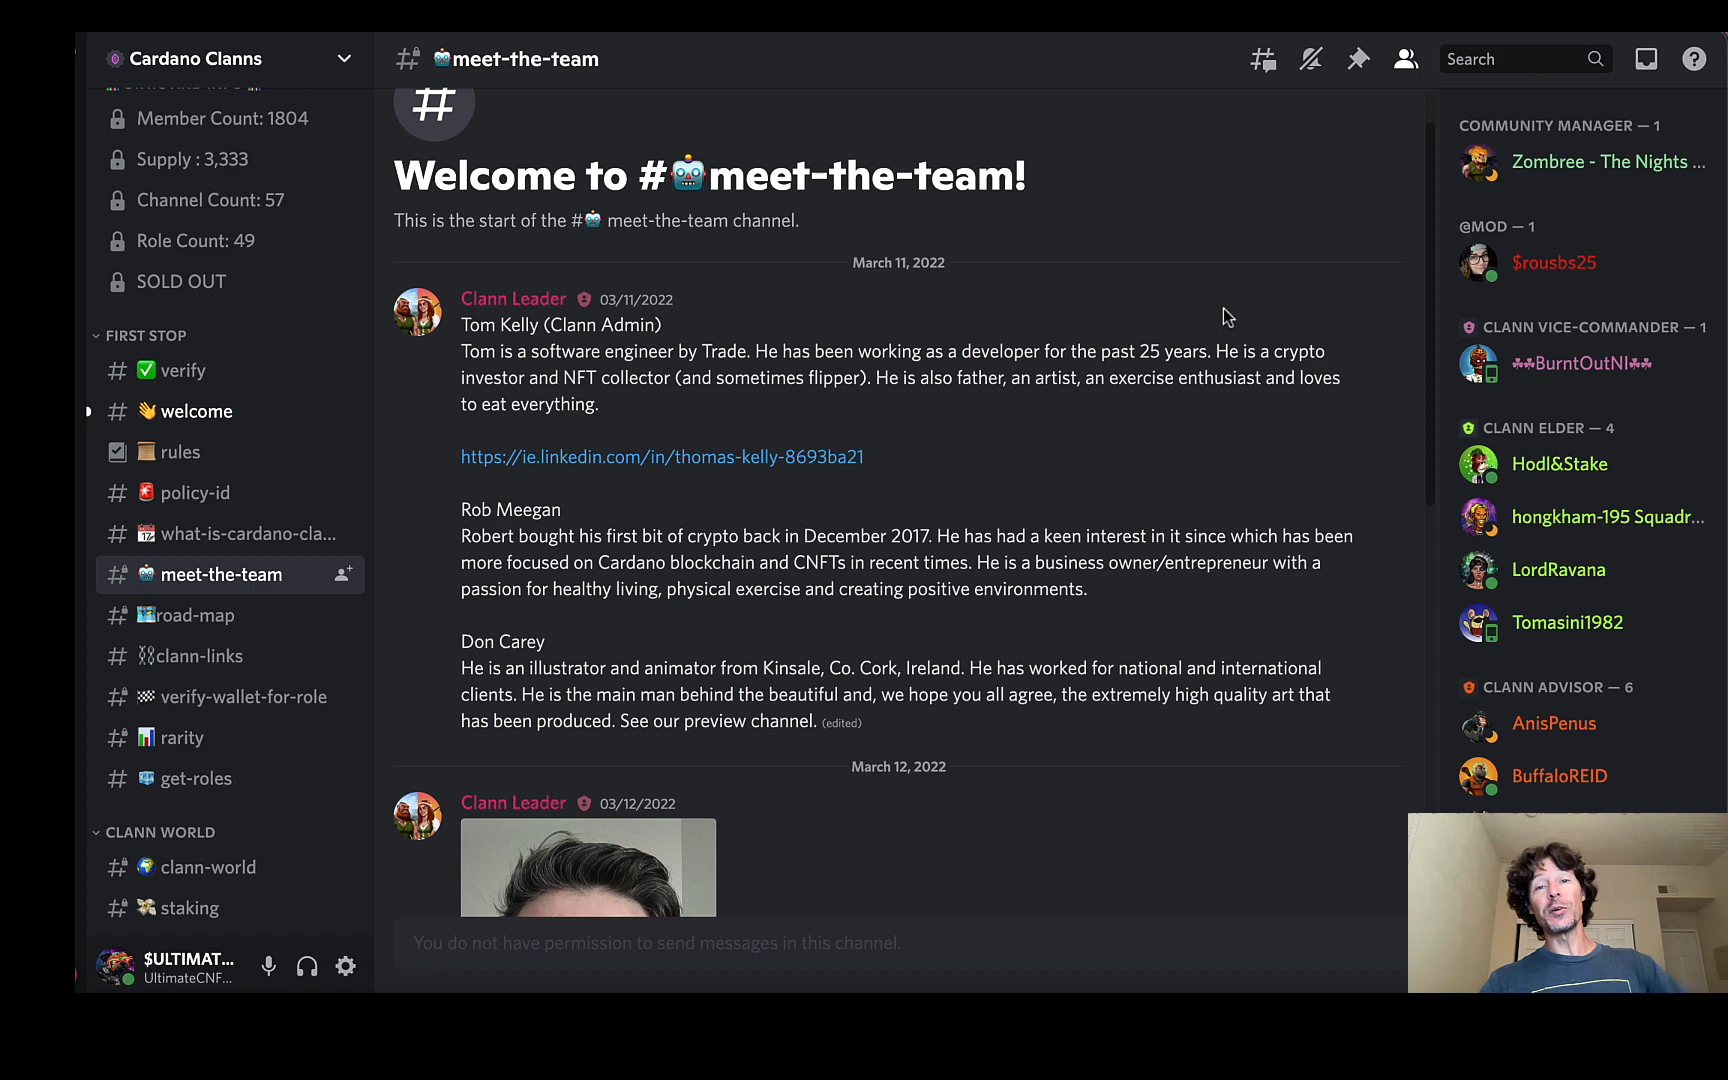 Cardano Clanns
Member Count: 1804
Supply : 3,333
Channel Count: 57
Role Count: 49
SOLD OUT
FIRST STOP
verify
welcome
rules
policy-id
what-is-cardano-cla...
meet-the-team
road-map
clann-links
verify-wallet-for-role
rarity
get-roles
CLANN WORLD
clann-world
staking
$ULTIMAT...
UltimateCNF...
meet-the-team
Search
Welcome to #🤖meet-the-team!
This is the start of the #🤖 meet-the-team channel.
March 11, 2022
Clann Leader 03/11/2022
Tom Kelly (Clann Admin)
Tom is a software engineer by Trade. He has been working as a developer for the past 25 years. He is a crypto
investor and NFT collector (and sometimes flipper). He is also father, an artist, an exercise enthusiast and loves
to eat everything.
https://ie.linkedin.com/in/thomas-kelly-8693ba21
Rob Meegan
Robert bought his first bit of crypto back in December 2017. He has had a keen interest in it since which has been
more focused on Cardano blockchain and CNFTs in recent times. He is a business owner/entrepreneur with a
passion for healthy living, physical exercise and creating positive environments.
Don Carey
He is an illustrator and animator from Kinsale, Co. Cork, Ireland. He has worked for national and international
clients. He is the main man behind the beautiful and, we hope you all agree, the extremely high quality art that
has been produced. See our preview channel. (edited)
March 12, 2022
Clann Leader 03/12/2022
You do not have permission to send messages in this channel.
COMMUNITY MANAGER — 1
Zombree - The Nights ...
@MOD — 1
$rousbs25
CLANN VICE-COMMANDER — 1
☘☘BurntOutNI☘☘
CLANN ELDER — 4
Hodl&Stake
hongkham-195 Squadr...
LordRavana
Tomasini1982
CLANN ADVISOR — 6
AnisPenus
BuffaloREID